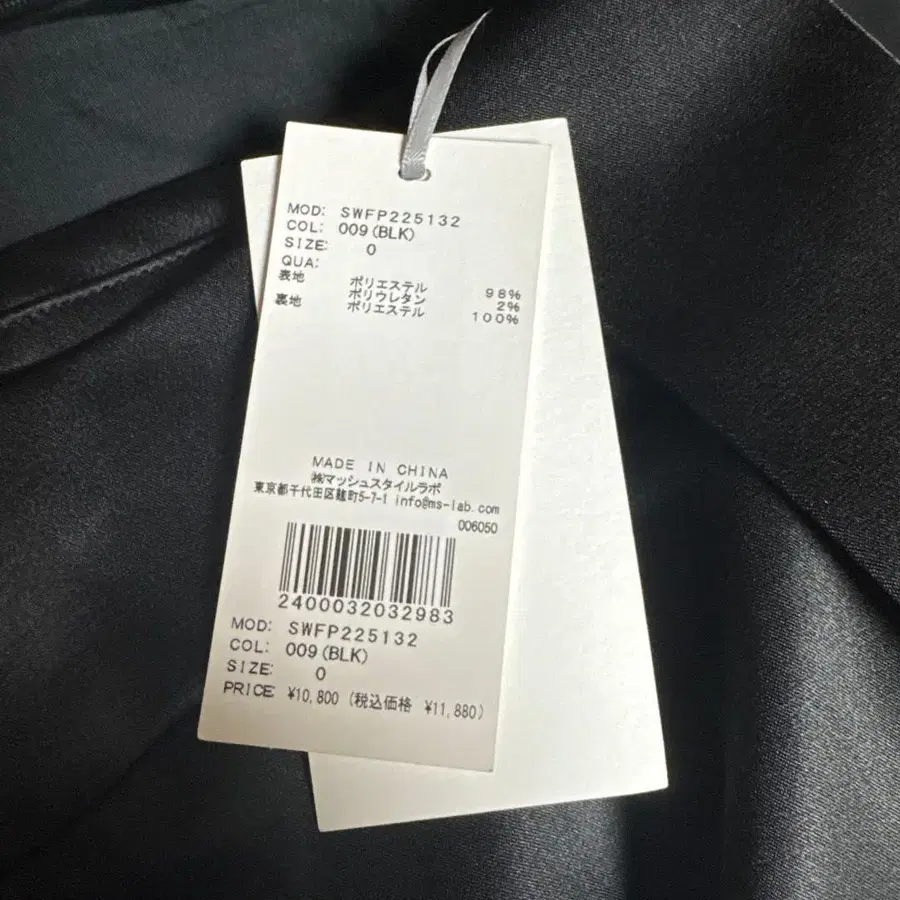 MOD: SWFP225132
COL: 009(BLK)
SIZE: 0
QUA:
表地 ポリエステル 98%
ポリウレタン 2%
裏地 ポリエステル 100%
MADE IN CHINA
㈱マッシュスタイルラボ
東京都千代田区麹町5-7-1 info@ms-lab.com
006050
2400032032983
MOD: SWFP225132
COL: 009(BLK)
SIZE: 0
PRICE ¥10,800 (税込価格 ¥11,880)